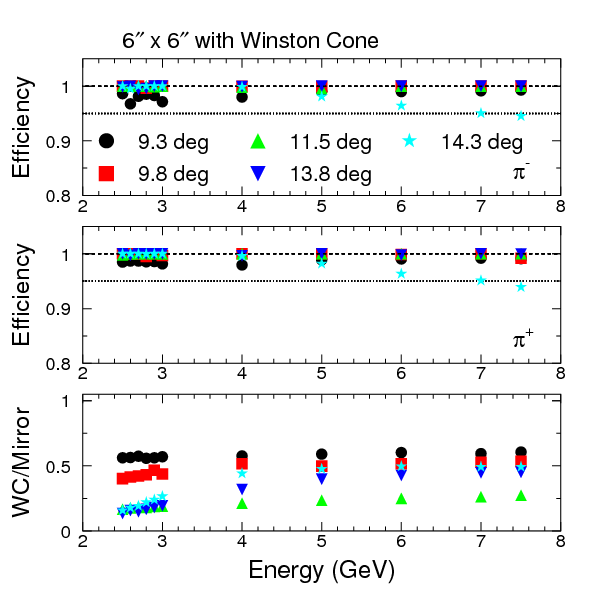 6″ x 6″ with Winston Cone
Efficiency
1
0.9
0.8
9.3 deg 11.5 deg 14.3 deg
9.8 deg 13.8 deg
π-
2 3 4 5 6 7 8
Efficiency
1
0.9
0.8
π+
2 3 4 5 6 7 8
WC/Mirror
1
0.5
0
2 3 4 5 6 7 8
Energy (GeV)